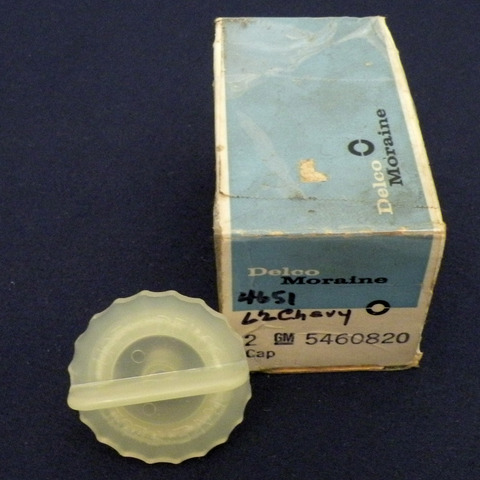 Delco
Moraine
Delco
Moraine
4651
62 Chevy
2 GM 5460820
Cap